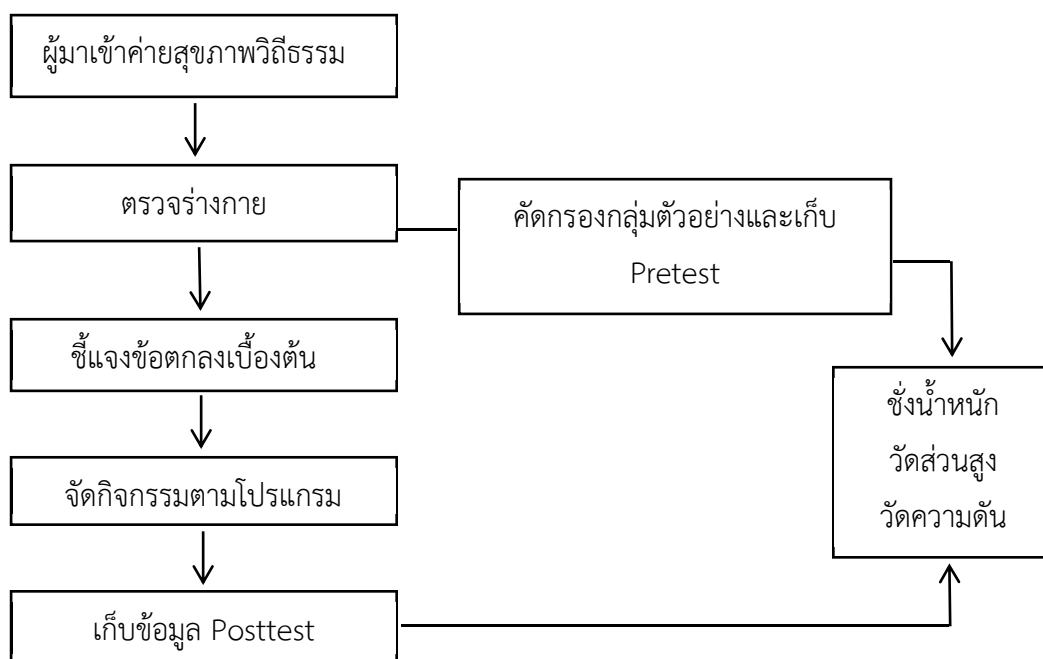 ผู้มาเข้าค่ายสุขภาพวิถีธรรม
ตรวจร่างกาย
คัดกรองกลุ่มตัวอย่างและเก็บ
Pretest
ชี้แจงข้อตกลงเบื้องต้น
ชั่งน้ำหนัก
วัดส่วนสูง
วัดความดัน
จัดกิจกรรมตามโปรแกรม
เก็บข้อมูล Posttest